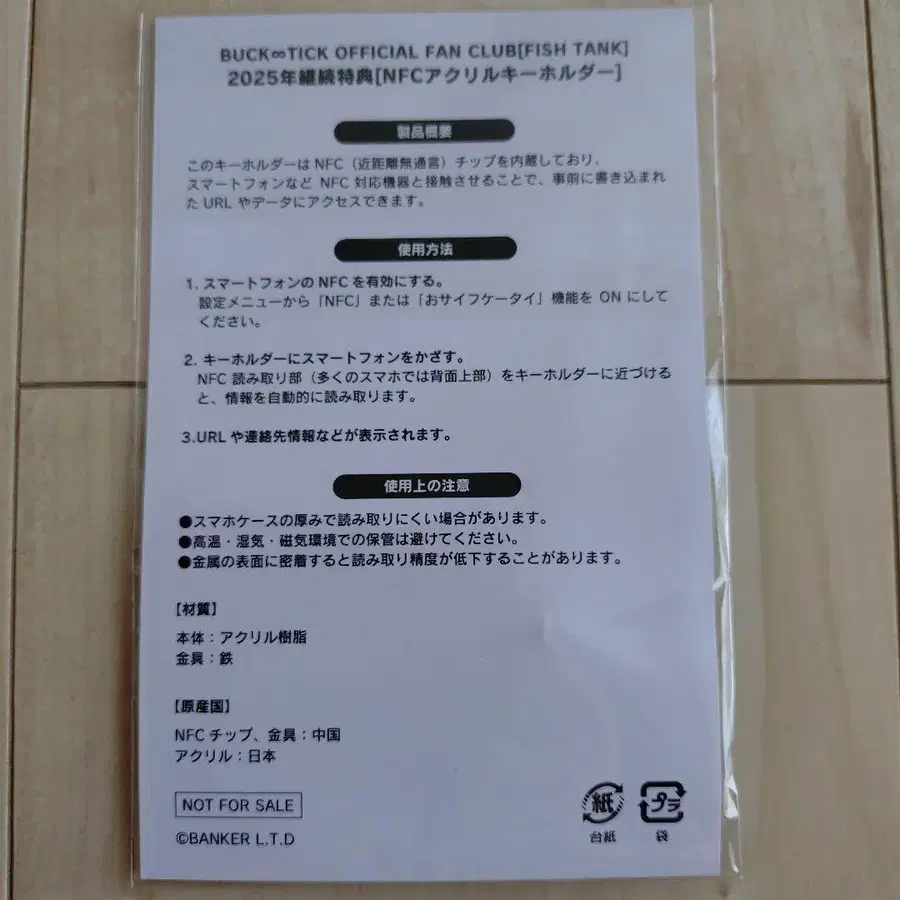 BUCK∞TICK OFFICIAL FAN CLUB[FISH TANK]
2025年継続特典[NFCアクリルキーホルダー]
製品概要
このキーホルダーは NFC（近距離無通言）チップを内蔵しており、
スマートフォンなど NFC 対応機器と接触させることで、事前に書き込まれ
た URL やデータにアクセスできます。
使用方法
1. スマートフォンの NFC を有効にする。
設定メニューから「NFC」または「おサイフケータイ」機能を ON にして
ください。
2. キーホルダーにスマートフォンをかざす。
NFC 読み取り部（多くのスマホでは背面上部）をキーホルダーに近づける
と、情報を自動的に読み取ります。
3.URL や連絡先情報などが表示されます。
使用上の注意
●スマホケースの厚みで読み取りにくい場合があります。
●高温・湿気・磁気環境での保管は避けてください。
●金属の表面に密着すると読み取り精度が低下することがあります。
【材質】
本体：アクリル樹脂
金具：鉄
【原産国】
NFC チップ、金具：中国
アクリル：日本
NOT FOR SALE
©BANKER L.T.D
紙
プラ
台紙
袋